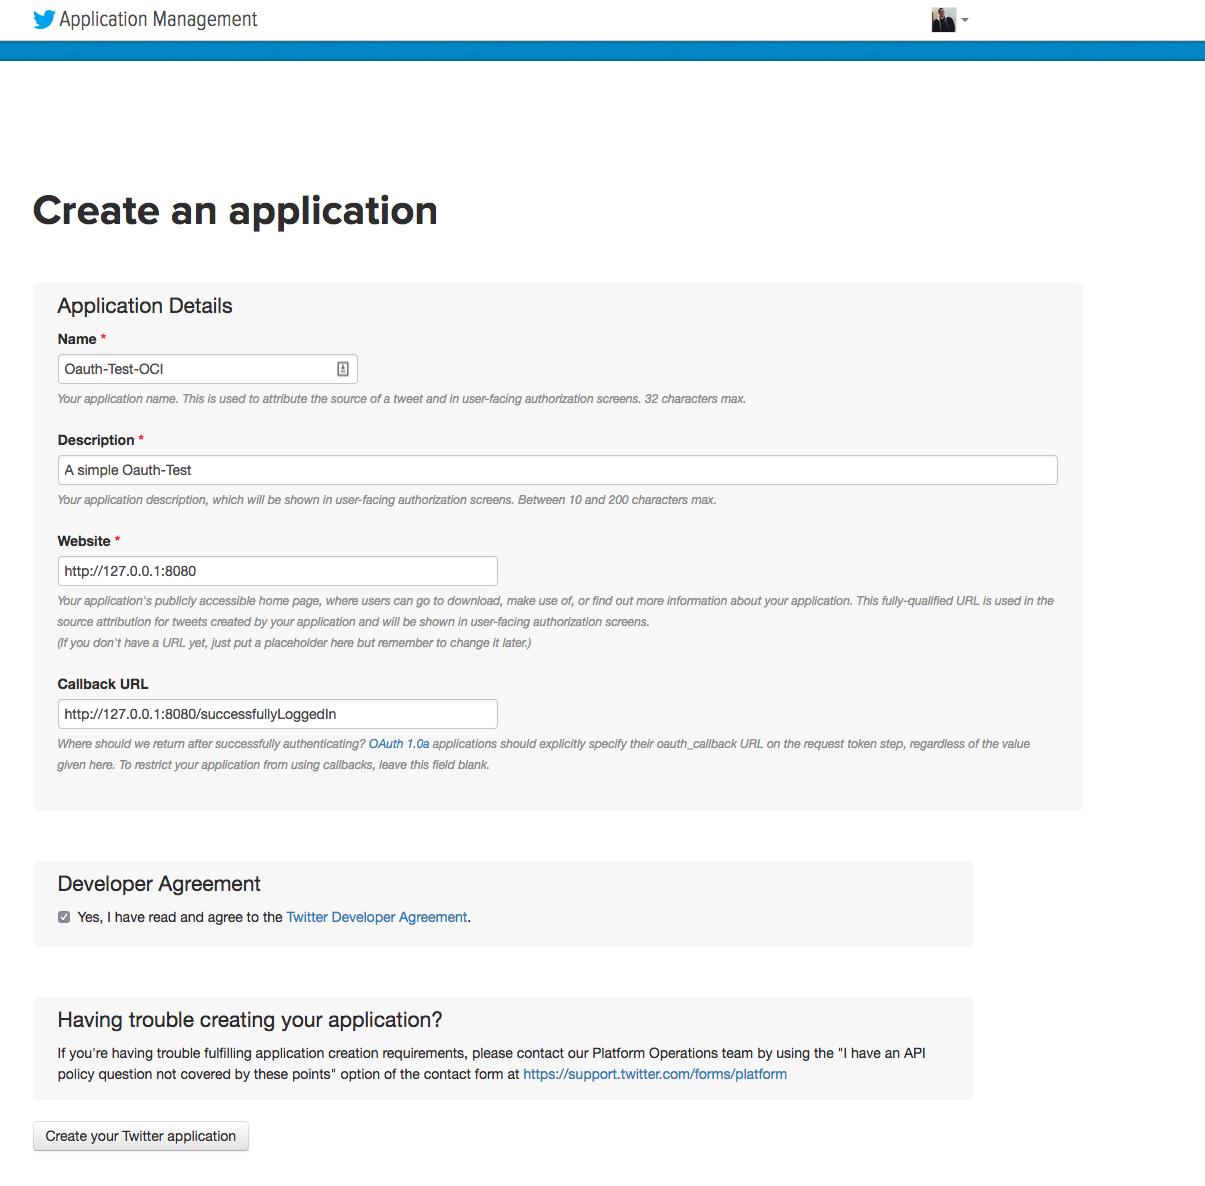 Application Management
Create an application
Application Details
Name *
Oauth-Test-OCI
Your application name. This is used to attribute the source of a tweet and in user-facing authorization screens. 32 characters max.
Description *
A simple Oauth-Test
Your application description, which will be shown in user-facing authorization screens. Between 10 and 200 characters max.
Website *
http://127.0.0.1:8080
Your application's publicly accessible home page, where users can go to download, make use of, or find out more information about your application. This fully-qualified URL is used in the
source attribution for tweets created by your application and will be shown in user-facing authorization screens.
(If you don't have a URL yet, just put a placeholder here but remember to change it later.)
Callback URL
http://127.0.0.1:8080/successfullyLoggedIn
Where should we return after successfully authenticating? OAuth 1.0a applications should explicitly specify their oauth_callback URL on the request token step, regardless of the value
given here. To restrict your application from using callbacks, leave this field blank.
Developer Agreement
Yes, I have read and agree to the Twitter Developer Agreement.
Having trouble creating your application?
If you're having trouble fulfilling application creation requirements, please contact our Platform Operations team by using the "I have an API
policy question not covered by these points" option of the contact form at https://support.twitter.com/forms/platform
Create your Twitter application